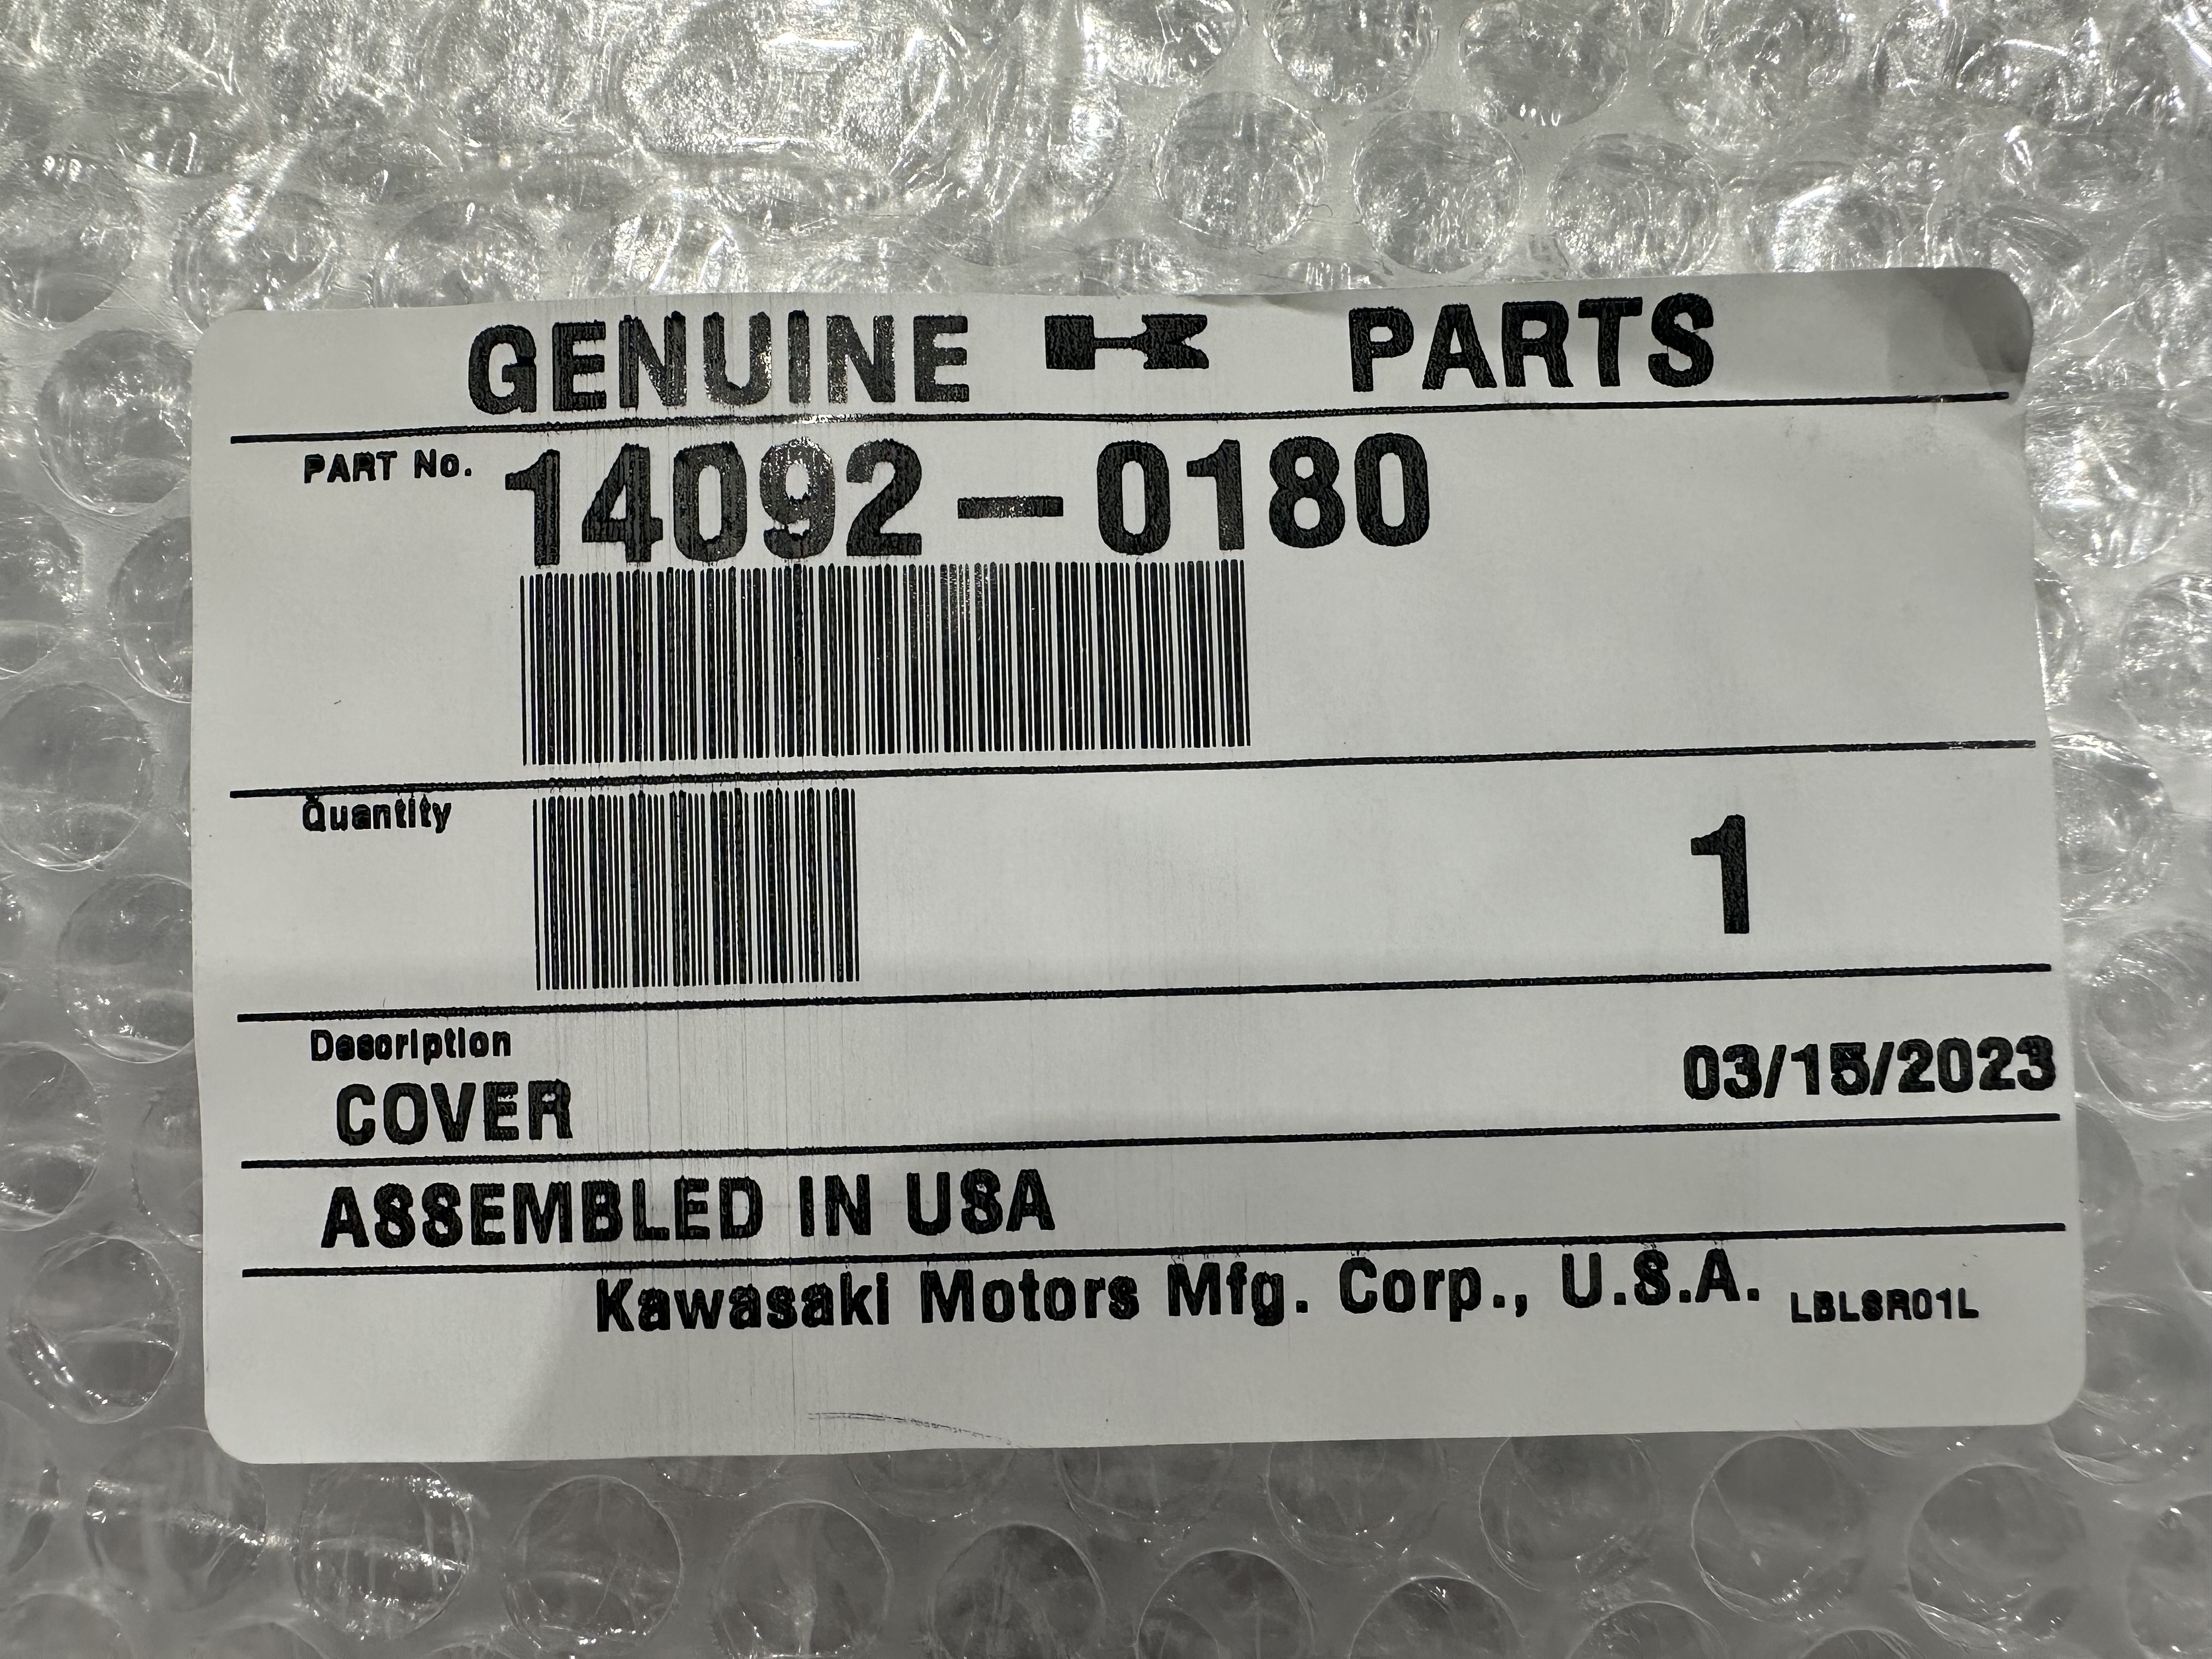 GENUINE PARTS
PART No. 14092-0180
Quantity 1
Description
COVER 03/15/2023
ASSEMBLED IN USA
Kawasaki Motors Mfg. Corp., U.S.A. LBLSR01L